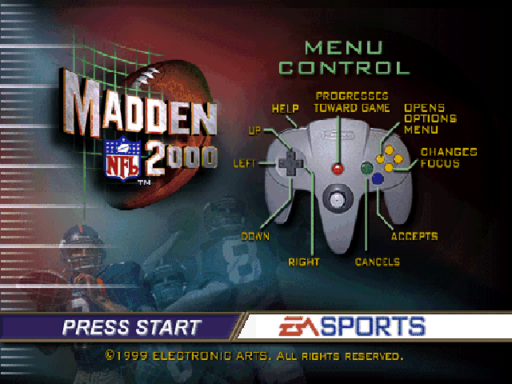 MENU
CONTROL
PROGRESSES
TOWARD GAME
HELP
OPENS
OPTIONS
MENU
UP
CHANGES
FOCUS
LEFT
DOWN
ACCEPTS
RIGHT
CANCELS
MADDEN
NFL
2000
TM
8
PRESS START
EA SPORTS
©1999 ELECTRONIC ARTS. ALL RIGHTS RESERVED.